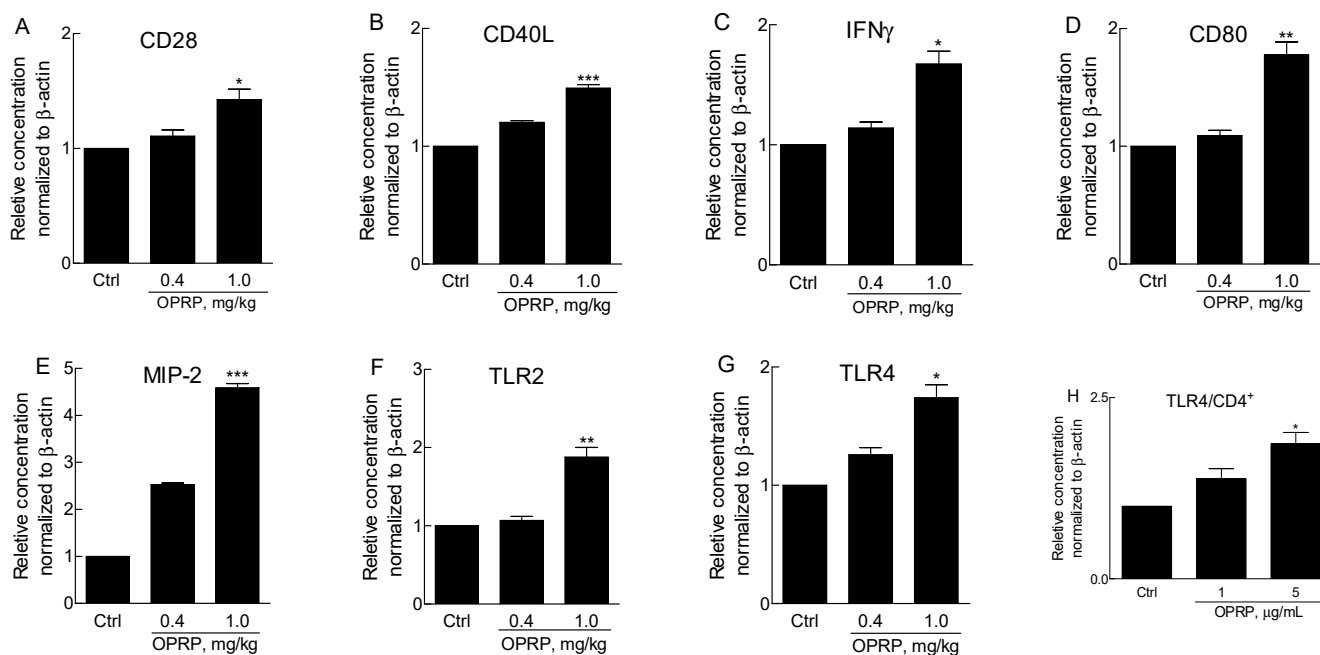 A
CD28
Reletive concentration
normalized to β-actin
2
1
0
*
Ctrl
0.4
1.0
OPRP, mg/kg
B
CD40L
Reletive concentration
normalized to β-actin
2
1
0
***
Ctrl
0.4
1.0
OPRP, mg/kg
C
IFNγ
Reletive concentration
normalized to β-actin
2
1
0
*
Ctrl
0.4
1.0
OPRP, mg/kg
D
CD80
Reletive concentration
normalized to β-actin
2
1
0
**
Ctrl
0.4
1.0
OPRP, mg/kg
E
MIP-2
Reletive concentration
normalized to β-actin
5
4
3
2
1
0
***
Ctrl
0.4
1.0
OPRP, mg/kg
F
TLR2
Reletive concentration
normalized to β-actin
3
2
1
0
**
Ctrl
0.4
1.0
OPRP, mg/kg
G
TLR4
Reletive concentration
normalized to β-actin
2
1
0
*
Ctrl
0.4
1.0
OPRP, mg/kg
H
TLR4/CD4⁺
Reletive concentration
normalized to β-actin
2.5
0.0
*
Ctrl
1
5
OPRP, μg/mL